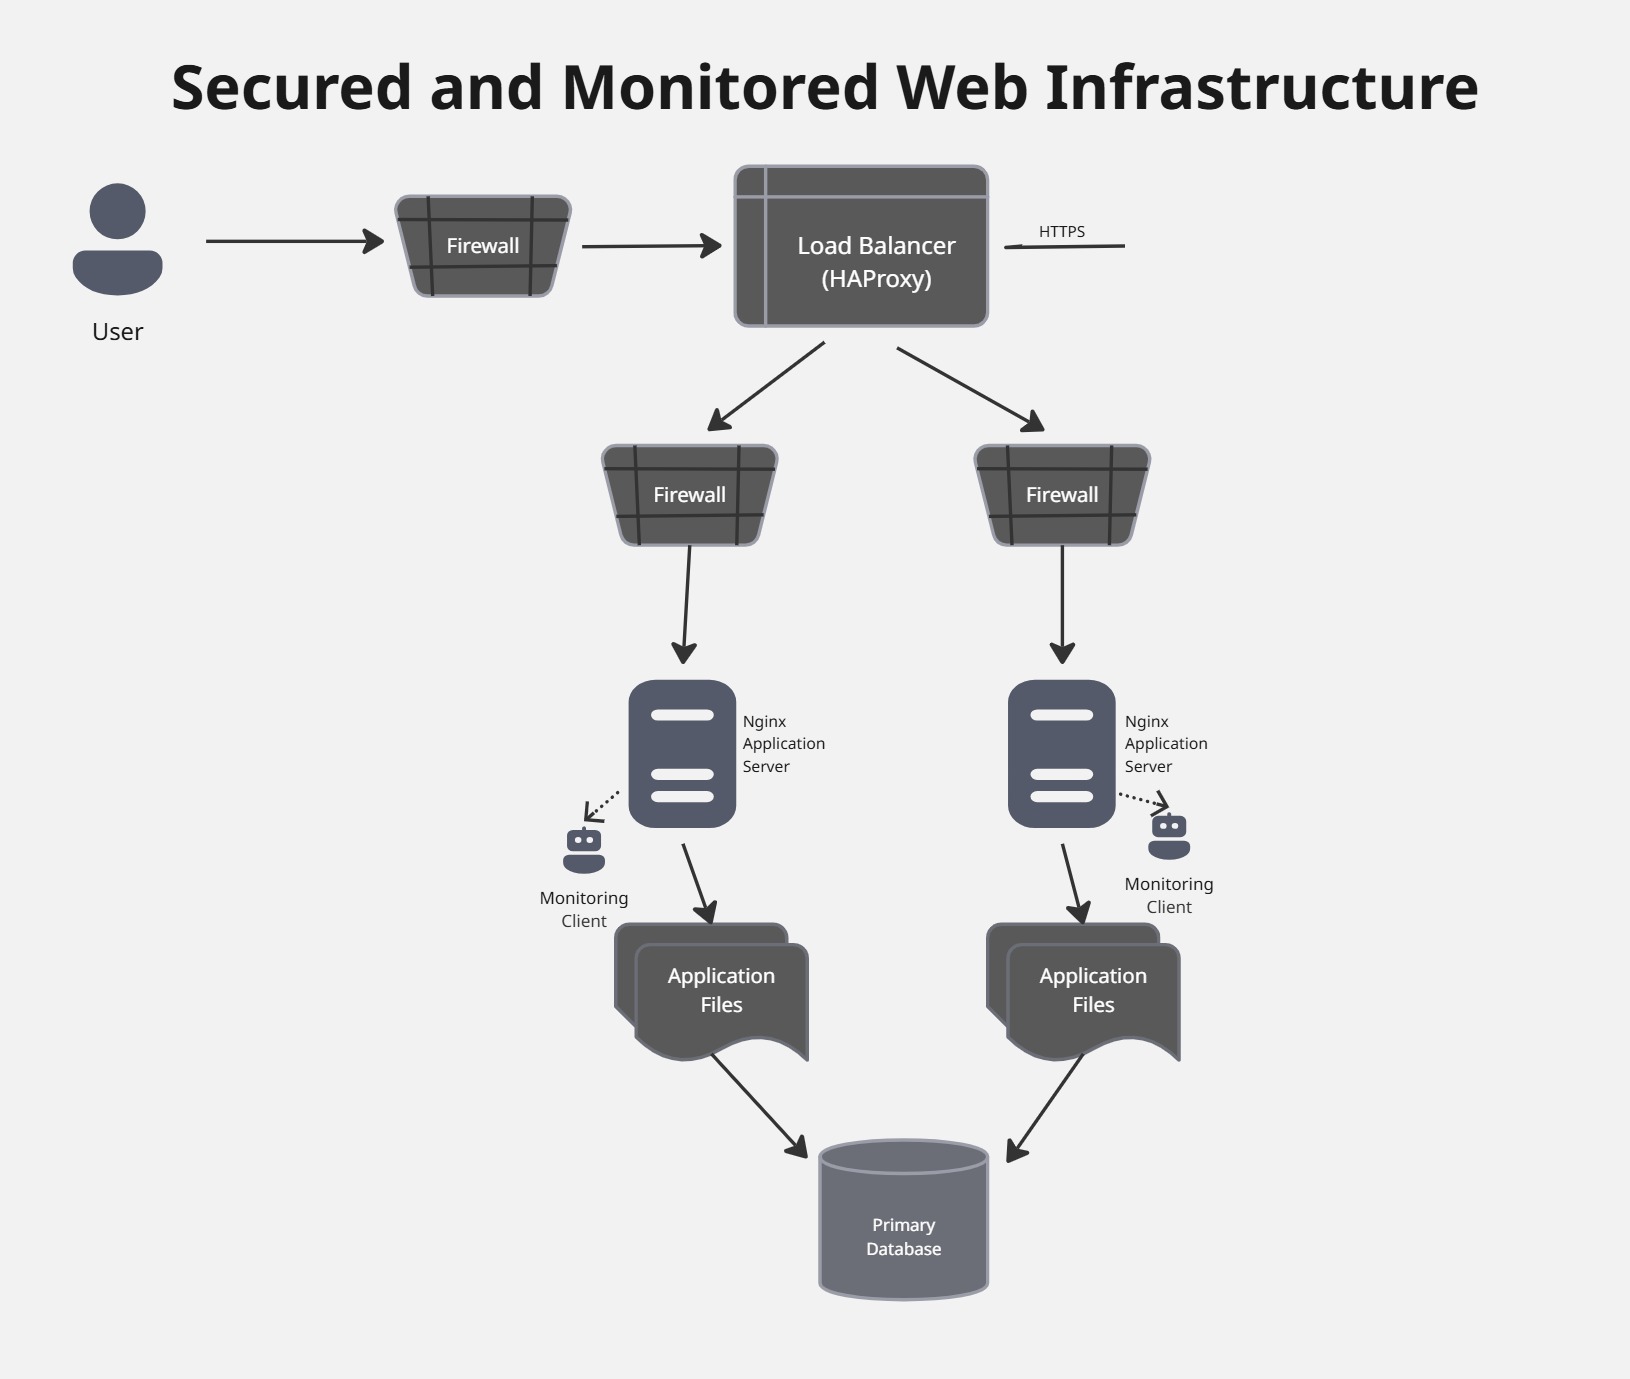 Secured and Monitored Web Infrastructure
User
Firewall
Load Balancer
(HAProxy)
HTTPS
Firewall
Firewall
Nginx
Application
Server
Nginx
Application
Server
Monitoring
Client
Monitoring
Client
Application
Files
Application
Files
Primary
Database